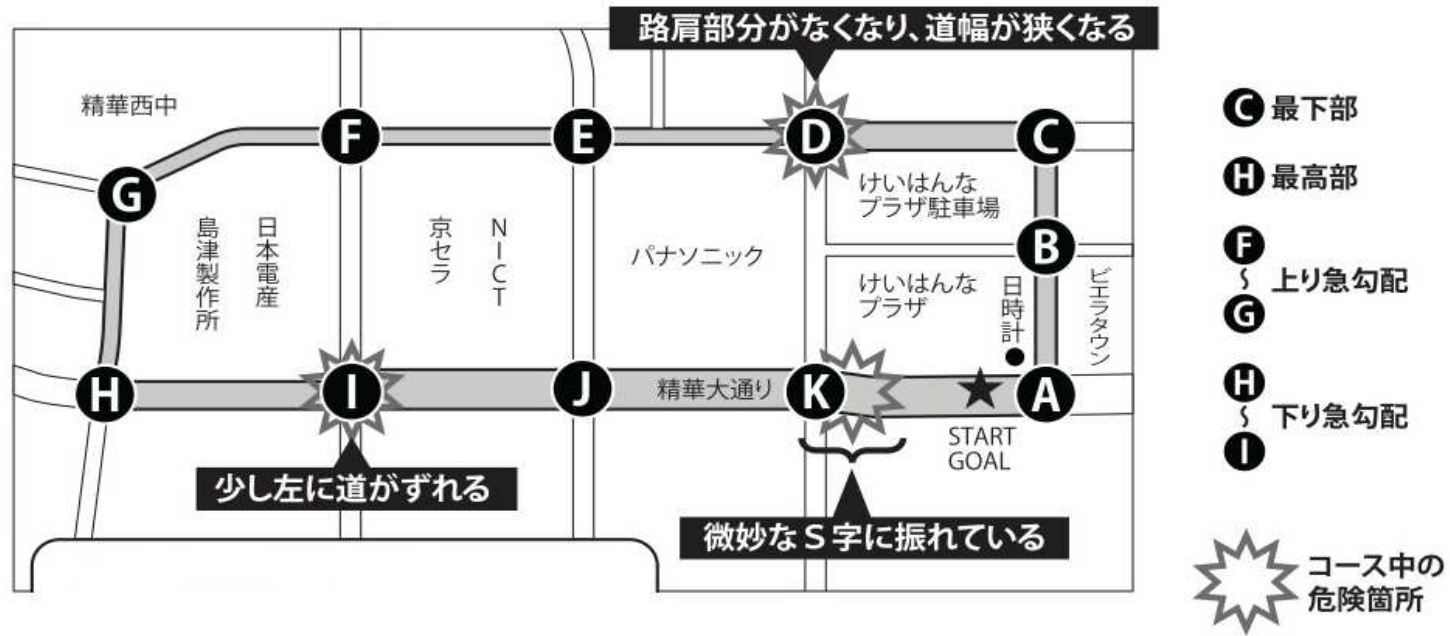 路肩部分がなくなり、道幅が狭くなる
精華西中
F
E
D
C
G
けいはんな
プラザ駐車場
B
島津製作所
日本電産
京セラ
NICT
パナソニック
けいはんな
プラザ
日時計
ビエラタウン
H
I
J
精華大通り
K
A
START
GOAL
少し左に道がずれる
微妙なS字に振れている
C 最下部
H 最高部
F
〜 上り急勾配
G
H
〜 下り急勾配
I
コース中の
危険箇所